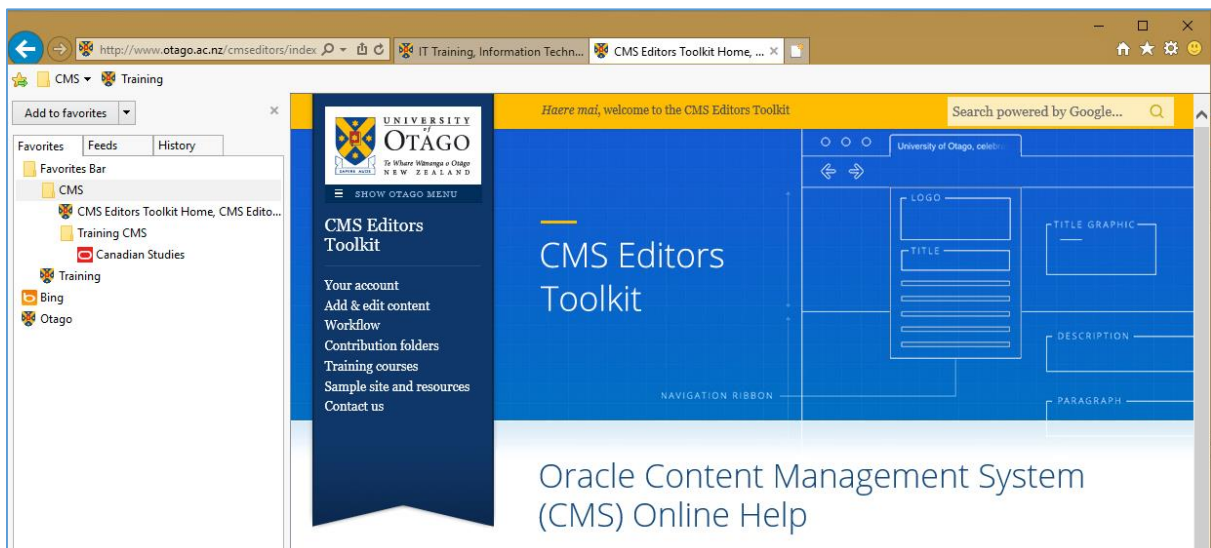 http://www.otago.ac.nz/cmseditors/index
IT Training, Information Techn...
CMS Editors Toolkit Home, ...
CMS
Training
Add to favorites
Favorites
Feeds
History
Favorites Bar
CMS
CMS Editors Toolkit Home, CMS Edito...
Training CMS
Canadian Studies
Training
Bing
Otago
UNIVERSITY
of
OTAGO
Te Whare Wānanga o Otāgo
NEW ZEALAND
SAPERE AUDE
SHOW OTAGO MENU
CMS Editors
Toolkit
Your account
Add & edit content
Workflow
Contribution folders
Training courses
Sample site and resources
Contact us
Haere mai, welcome to the CMS Editors Toolkit
Search powered by Google...
University of Otago, celebr
LOGO
TITLE
TITLE GRAPHIC
DESCRIPTION
PARAGRAPH
NAVIGATION RIBBON
CMS Editors
Toolkit
Oracle Content Management System
(CMS) Online Help